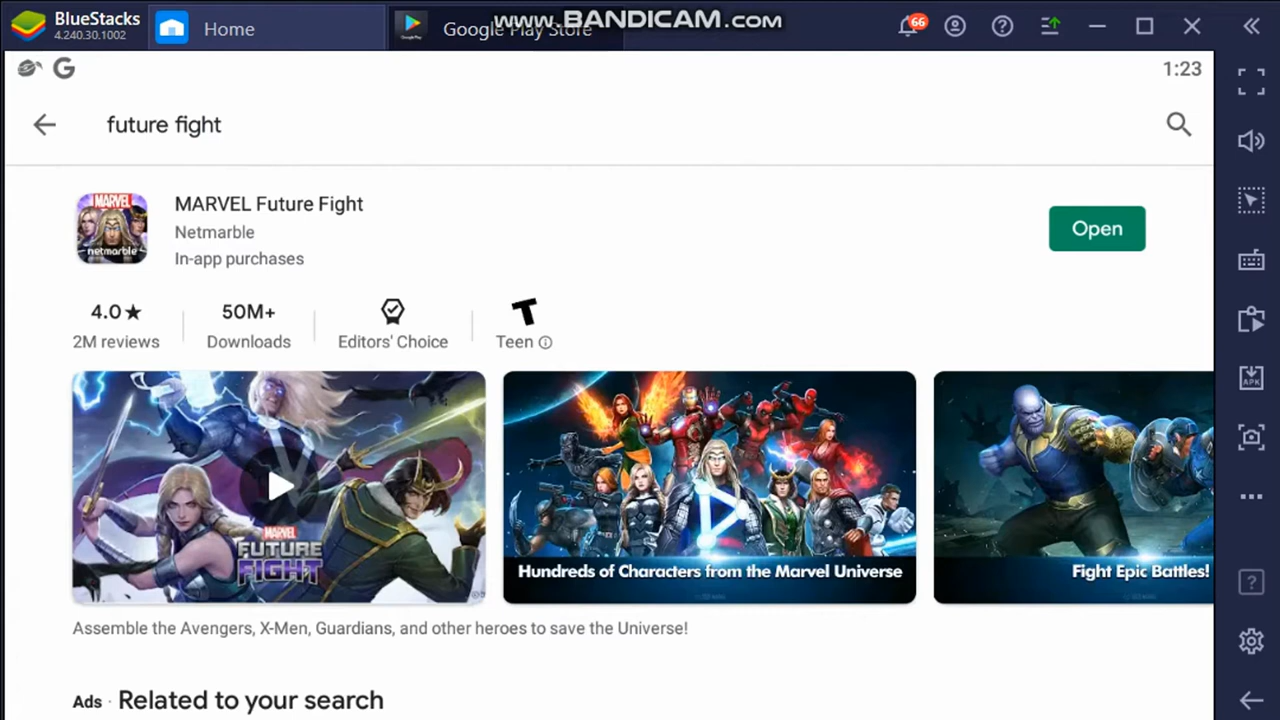 BlueStacks
4.240.30.1002
Home
Google Play Store
www.BANDICAM.com
66
1:23
future fight
MARVEL Future Fight
Netmarble
In-app purchases
Open
MARVEL
netmarble
4.0★
2M reviews
50M+
Downloads
Editors' Choice
T
Teen
MARVEL
FUTURE
FIGHT
Hundreds of Characters from the Marvel Universe
Fight Epic Battles!
Assemble the Avengers, X-Men, Guardians, and other heroes to save the Universe!
Ads · Related to your search
APK